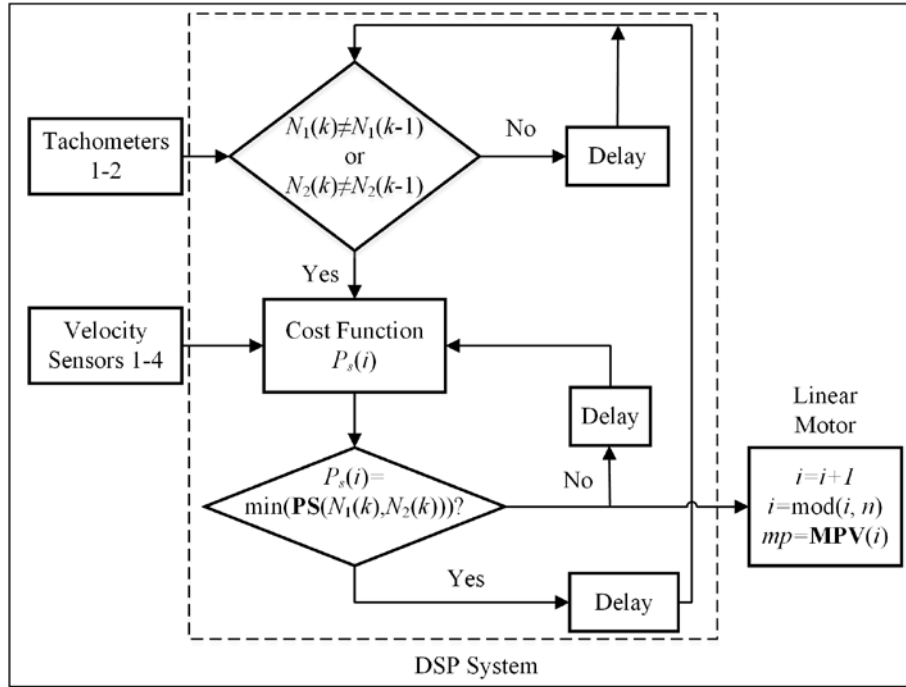 N₁(k)≠N₁(k-1)
or
N₂(k)≠N₂(k-1)
Tachometers
1-2
No
Delay
Yes
Velocity
Sensors 1-4
Cost Function
Pₛ(i)
Delay
Linear
Motor
Pₛ(i)=
min(PS(N₁(k),N₂(k)))?
No
i=i+1
i=mod(i, n)
mp=MPV(i)
Yes
Delay
DSP System